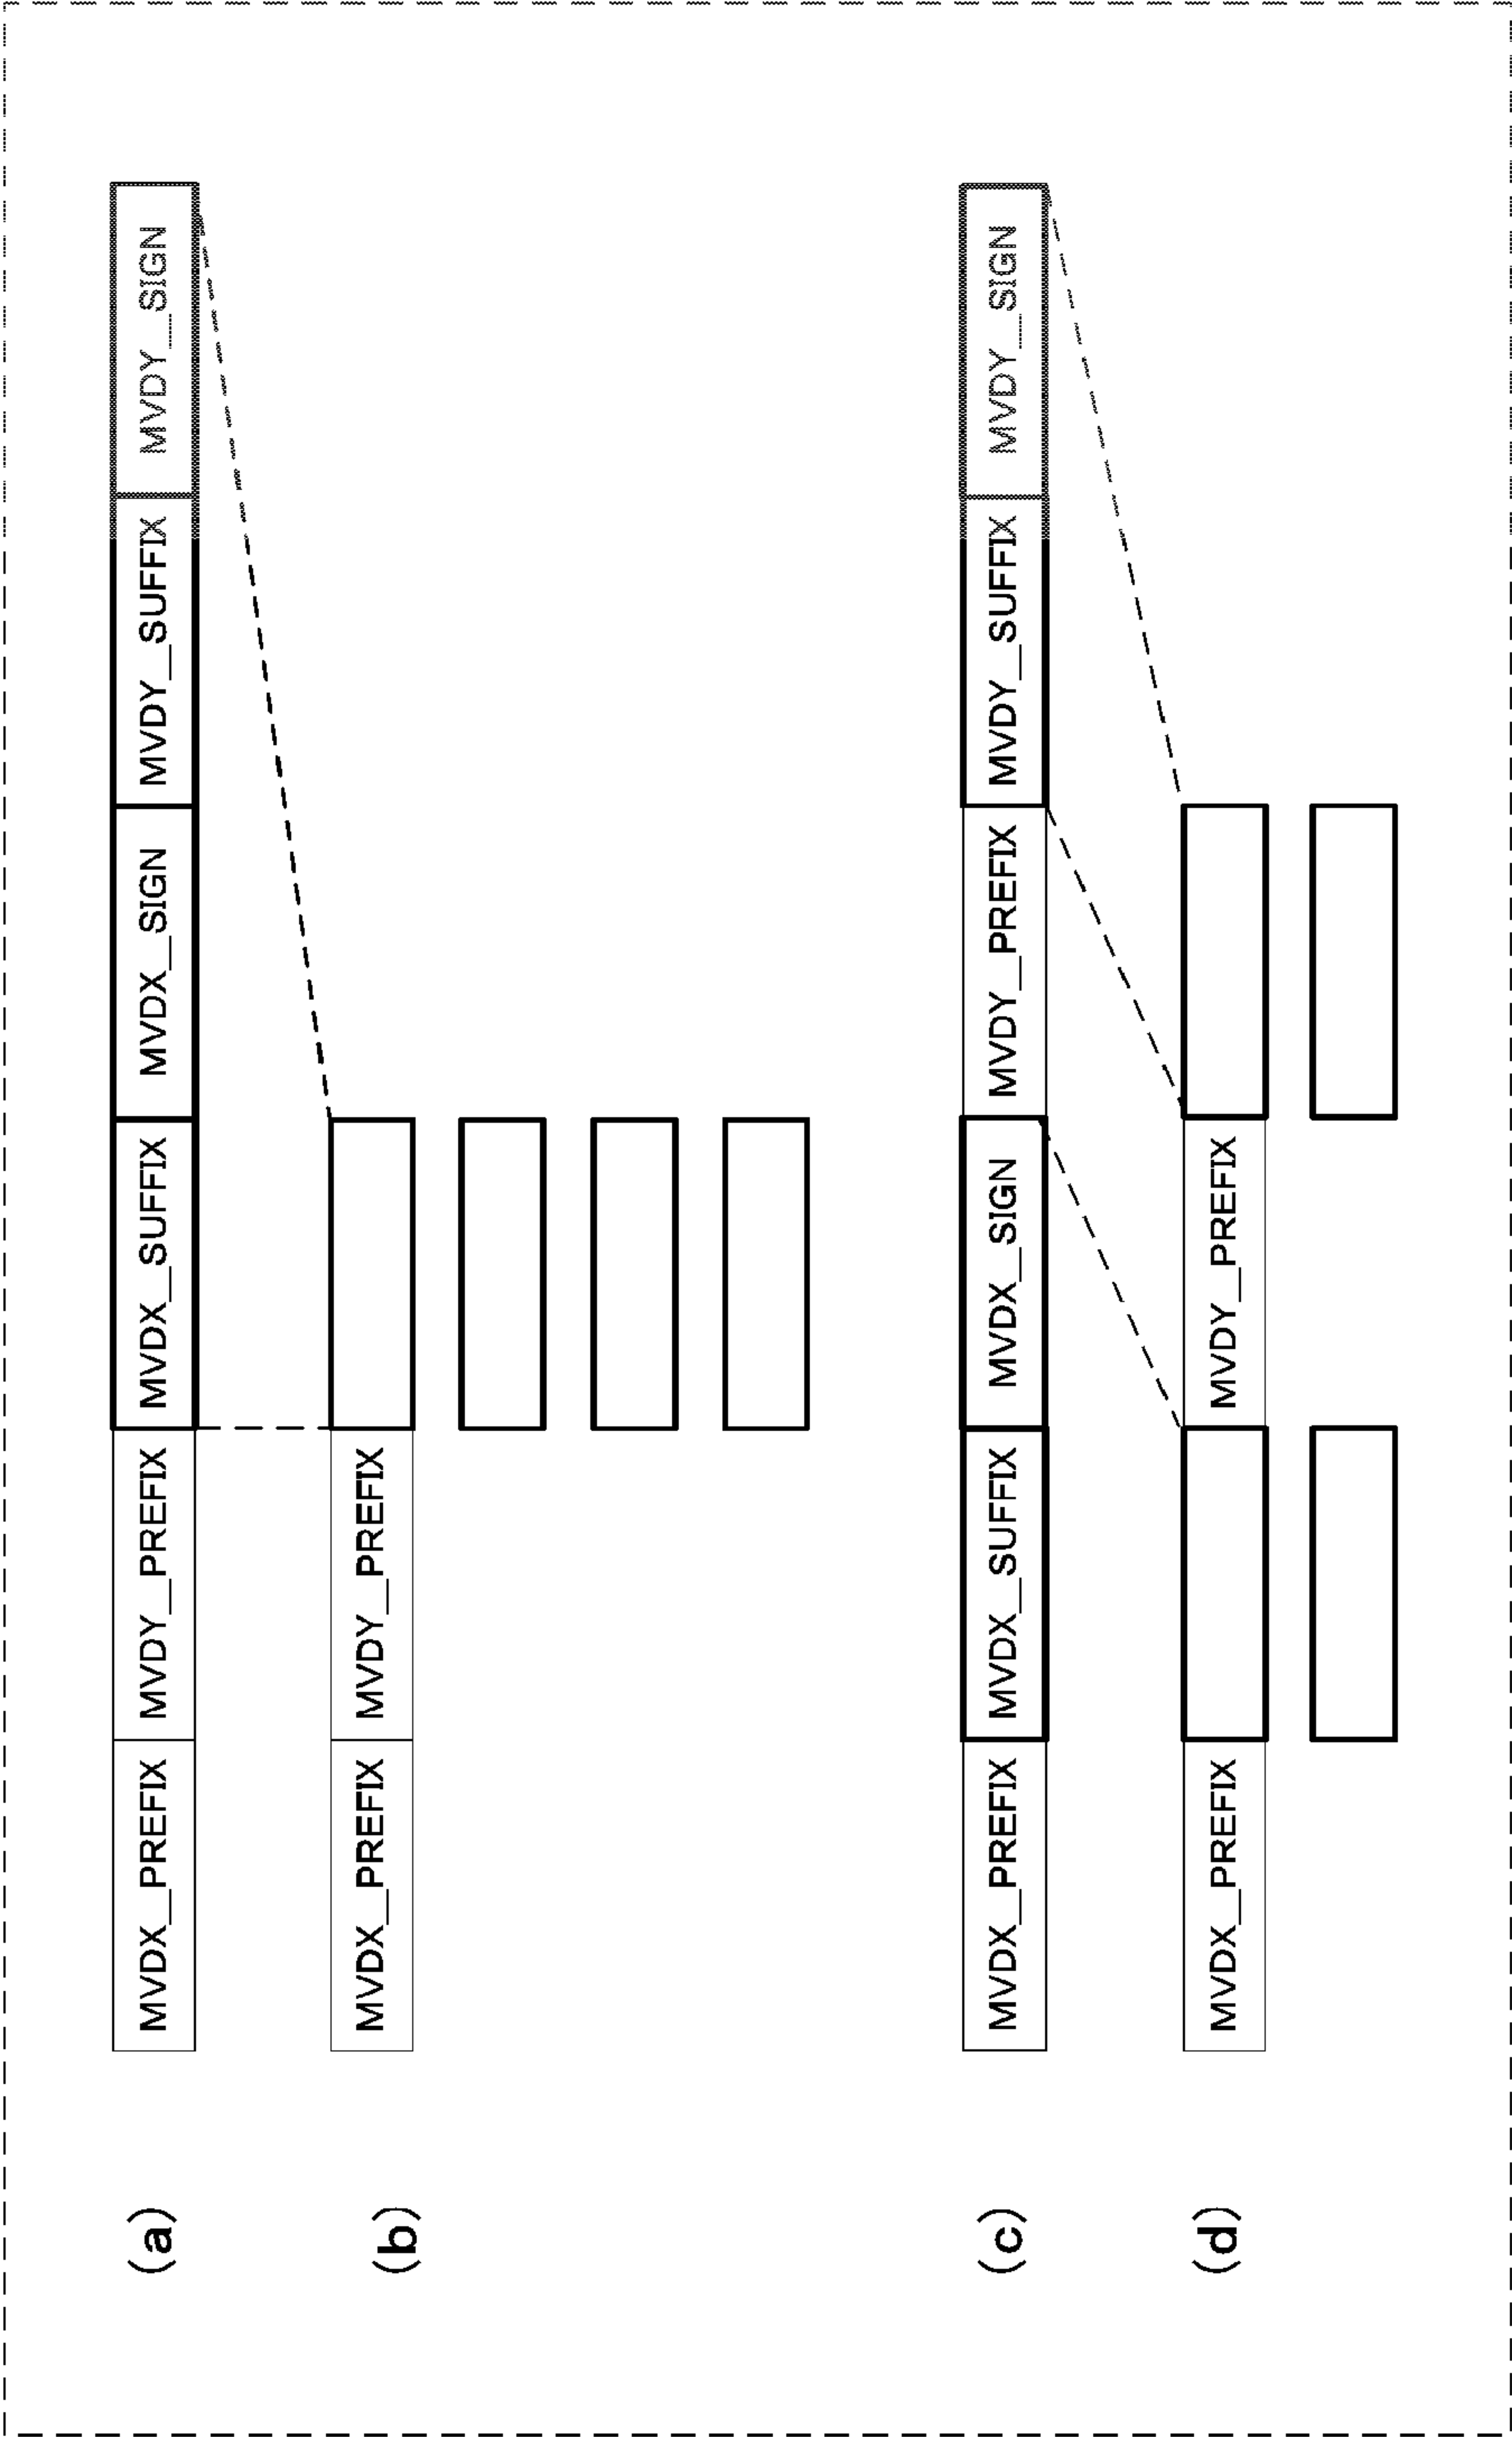 (a) MVDX_PREFIX MVDY_PREFIX MVDX_SUFFIX MVDX_SIGN MVDY_SUFFIX MVDY_SIGN
(b) MVDX_PREFIX MVDY_PREFIX
(c) MVDX_PREFIX MVDX_SUFFIX MVDX_SIGN MVDY_PREFIX MVDY_SUFFIX MVDY_SIGN
(d) MVDX_PREFIX MVDY_PREFIX